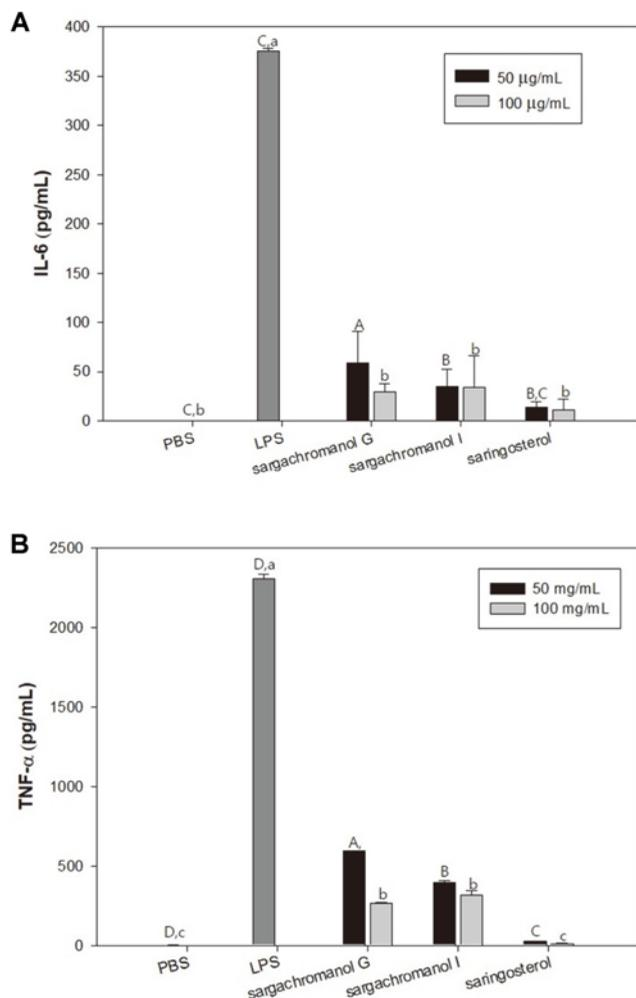 A
400
C,a
50 μg/mL
350
100 μg/mL
300
250
IL-6 (pg/mL)
200
150
100
A
B
b
50
b
B,C
b
0
C,b
PBS
LPS
sargachromanol G
sargachromanol I
saringosterol
B
2500
D,a
50 mg/mL
100 mg/mL
2000
1500
TNF-α (pg/mL)
1000
A,
500
B
b
b
D,c
C
c
0
PBS
LPS
sargachromanol G
sargachromanol I
saringosterol